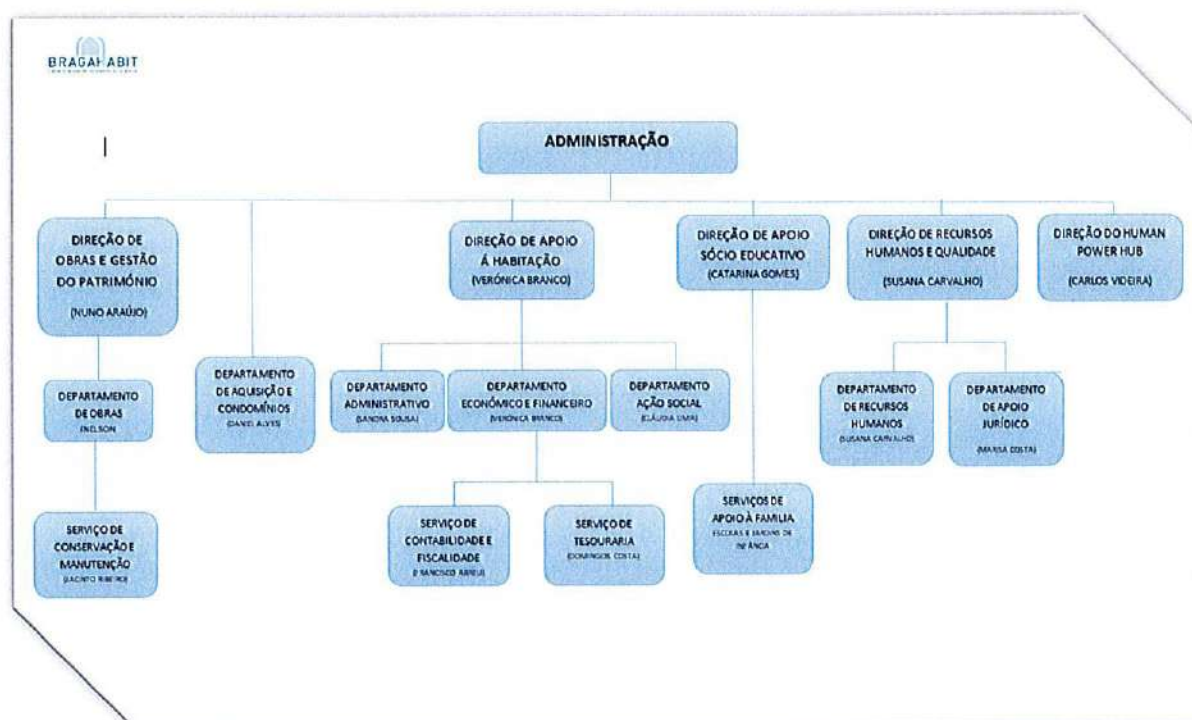 BRAGAHABIT
ADMINISTRAÇÃO
DIREÇÃO DE
OBRAS E GESTÃO
DO PATRIMÓNIO
(NUNO ARAÚJO)
DIREÇÃO DE APOIO
Á HABITAÇÃO
(VERÓNICA BRANCO)
DIREÇÃO DE APOIO
SÓCIO EDUCATIVO
(CATARINA GOMES)
DIREÇÃO DE RECURSOS
HUMANOS E QUALIDADE
(SUSANA CARVALHO)
DIREÇÃO DO HUMAN
POWER HUB
(CARLOS VIDEIRA)
DEPARTAMENTO
DE OBRAS
(NELSON
DEPARTAMENTO
DE AQUISIÇÃO E
CONDOMÍNIOS
(DANIEL ALVES)
DEPARTAMENTO
ADMINISTRATIVO
(SANDRA SOUSA)
DEPARTAMENTO
ECONÓMICO E FINANCEIRO
(VERÓNICA BRANCO)
DEPARTAMENTO
AÇÃO SOCIAL
(CLÁUDIA
DEPARTAMENTO
DE RECURSOS
HUMANOS
(SUSANA CARVALHO)
DEPARTAMENTO
DE APOIO
JURÍDICO
(MARISA COSTA)
SERVIÇO DE
CONSERVAÇÃO E
MANUTENÇÃO
(JACINTO RIBEIRO)
SERVIÇO DE
CONTABILIDADE E
FISCALIDADE
(FRANCISCO
SERVIÇO DE
TESOURARIA
(DOMINGOS COSTA)
SERVIÇOS DE
APOIO À FAMILIA
ESCOLAS E JARDINS DE
INFÂNCIA